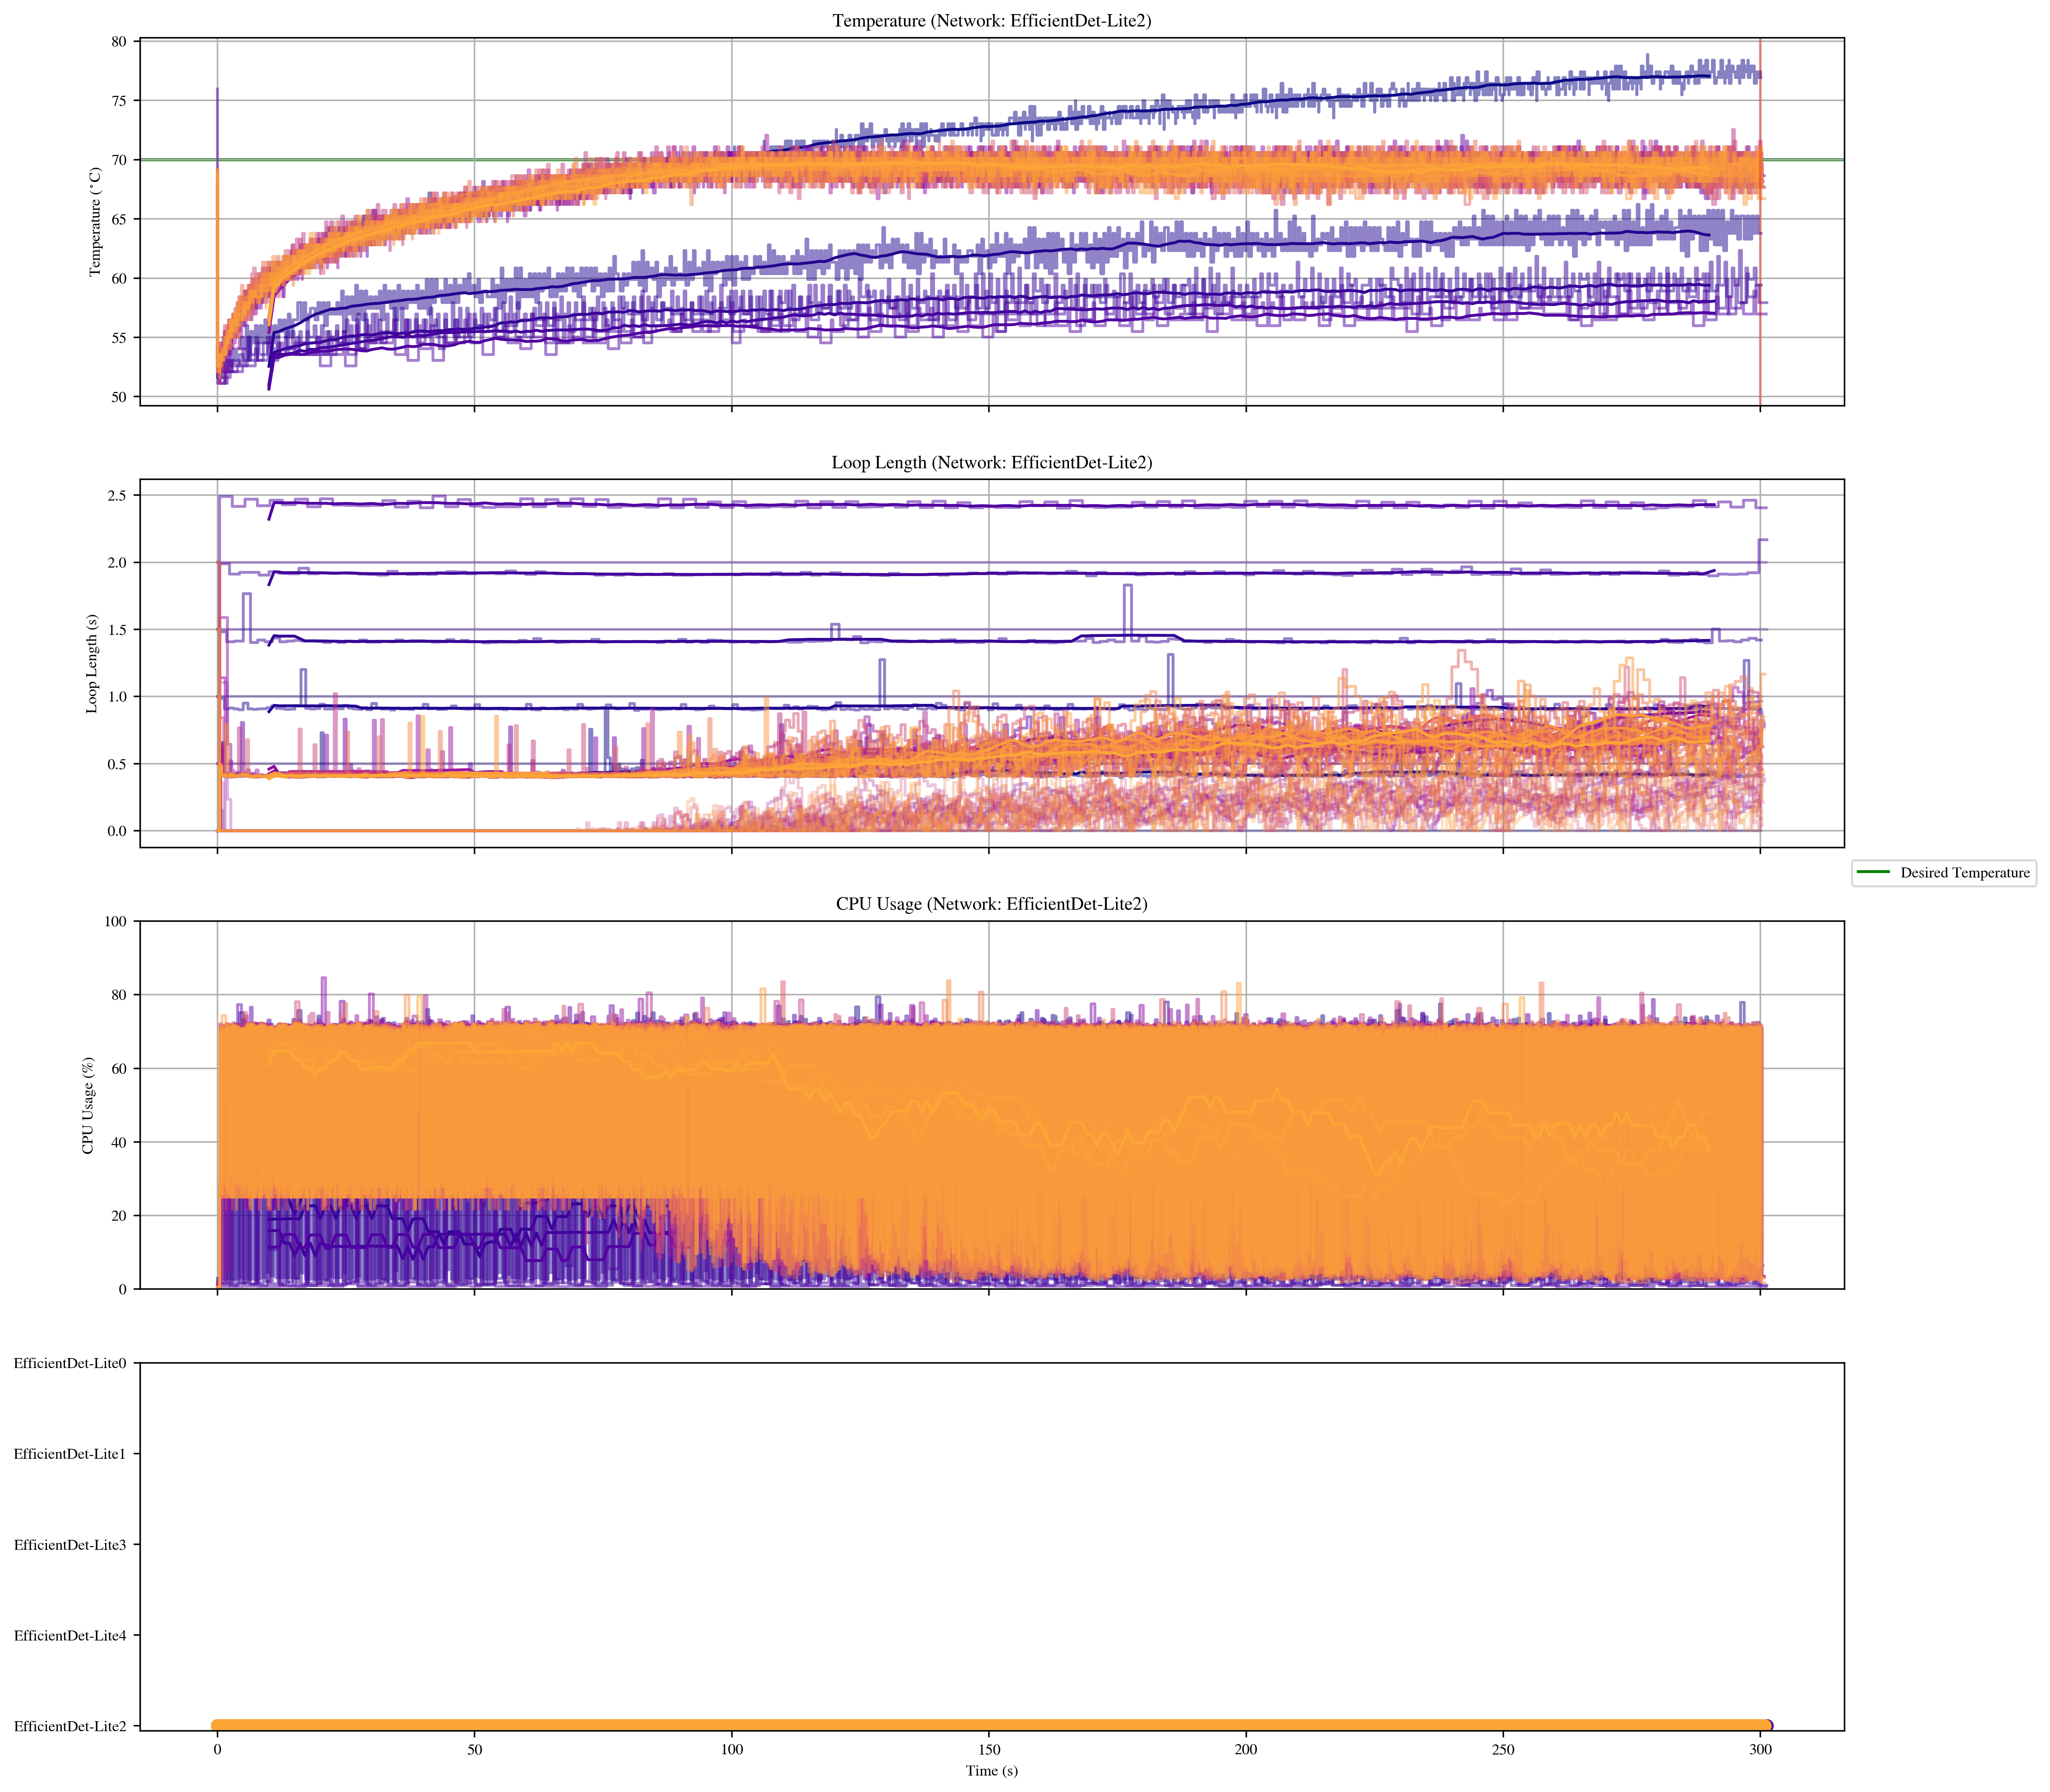 Temperature (Network: EfficientDet-Lite2)
80
75
70
65
60
55
50
Temperature (°C)
Loop Length (Network: EfficientDet-Lite2)
2.5
2.0
1.5
1.0
0.5
0.0
Loop Length (s)
Desired Temperature
CPU Usage (Network: EfficientDet-Lite2)
100
80
60
40
20
0
CPU Usage (%)
EfficientDet-Lite0
EfficientDet-Lite1
EfficientDet-Lite3
EfficientDet-Lite4
EfficientDet-Lite2
0 50 100 150 200 250 300
Time (s)